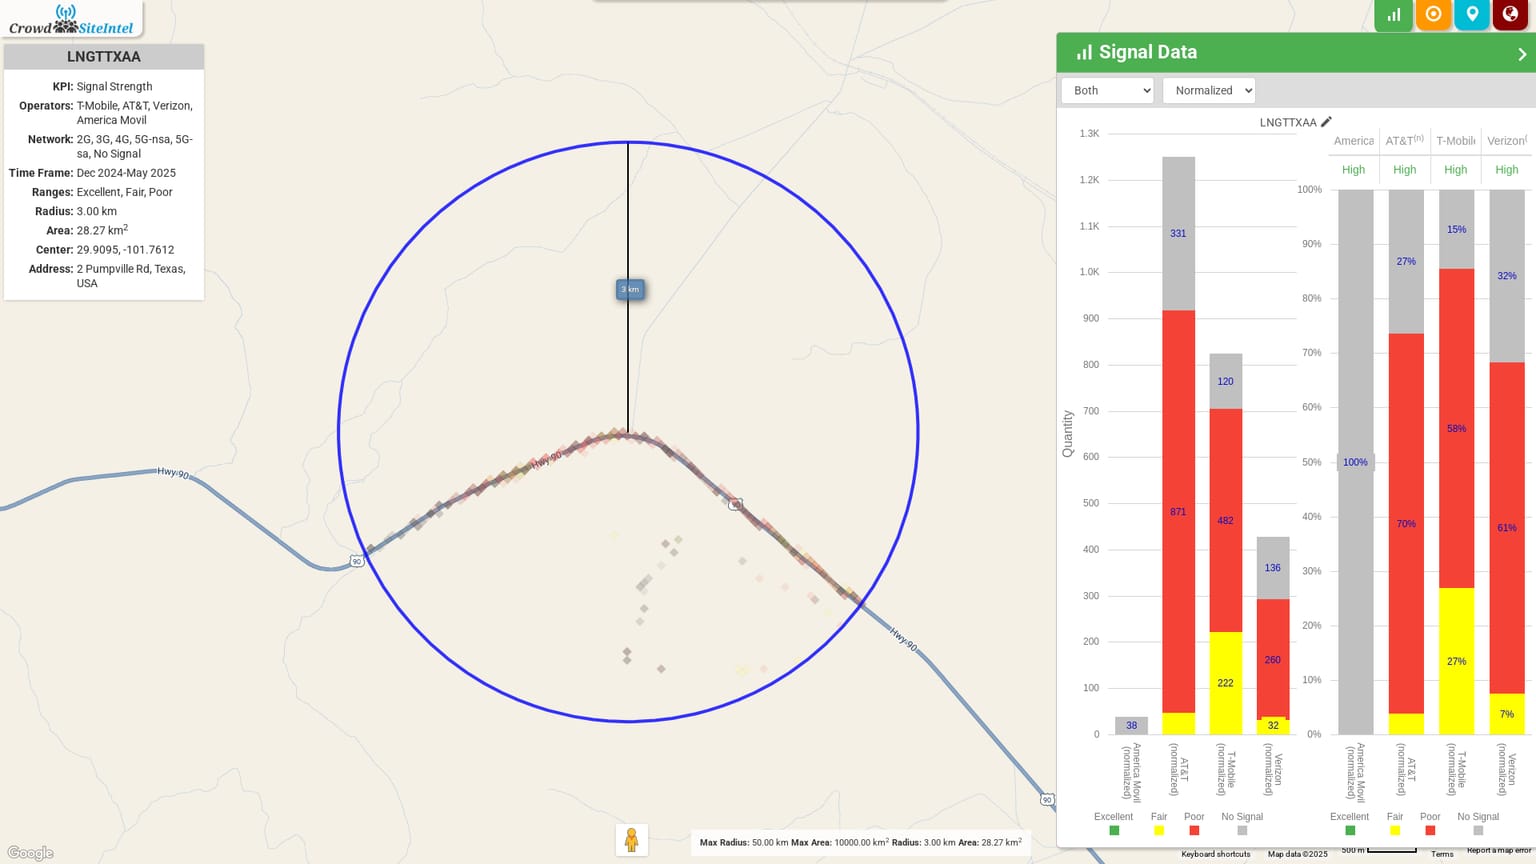 CrowdSiteIntel
LNGTTXAA
KPI: Signal Strength
Operators: T-Mobile, AT&T, Verizon,
America Movil
Network: 2G, 3G, 4G, 5G-nsa, 5G-
sa, No Signal
Time Frame: Dec 2024-May 2025
Ranges: Excellent, Fair, Poor
Radius: 3.00 km
Area: 28.27 km2
Center: 29.9095, -101.7612
Address: 2 Pumpville Rd, Texas,
USA
3 km
Hwy 90
Hwy 90
90
90
Hwy 90
90
Google
Max Radius: 50.00 km Max Area: 10000.00 km2 Radius: 3.00 km Area: 28.27 km2
Signal Data
Both
Normalized
LNGTTXAA
1.3K
1.2K
1.1K
1.0K
900
800
700
600
500
400
300
200
100
0
Quantity
331
871
38
120
482
222
136
260
32
America Movil
(normalized)
AT&T
(normalized)
T-Mobile
(normalized)
Verizon
(normalized)
Excellent Fair Poor No Signal
America AT&T(n) T-Mobil Verizon(
High High High High
100%
90%
80%
70%
60%
50%
40%
30%
20%
10%
0%
100%
27%
70%
15%
58%
27%
32%
61%
7%
America Movil
(normalized)
AT&T
(normalized)
T-Mobile
(normalized)
Verizon
(normalized)
Excellent Fair Poor No Signal
Keyboard shortcuts Map data ©2025 500 m Terms Report a map error